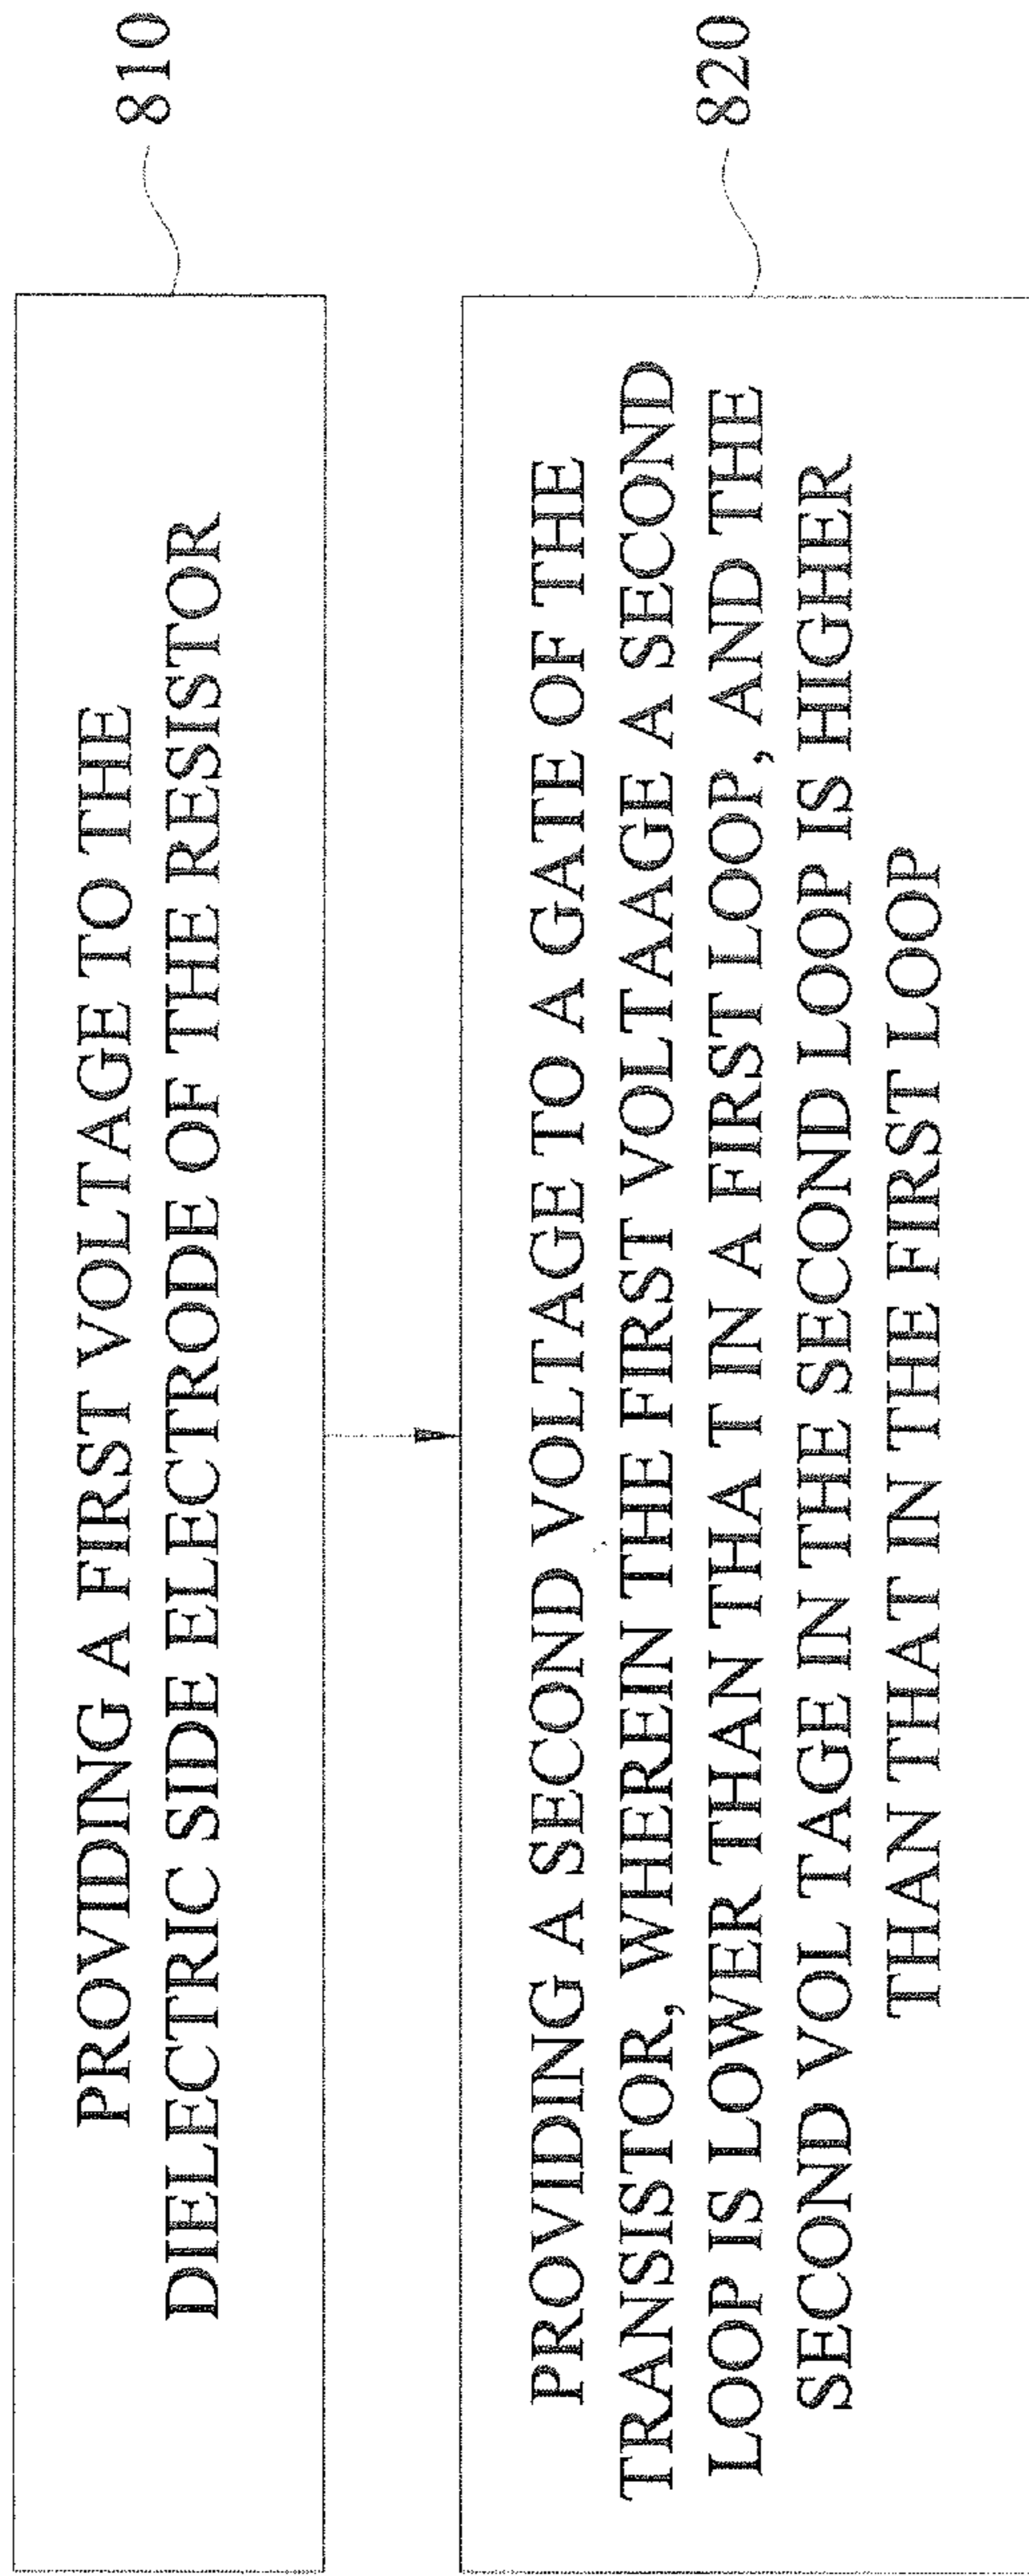 PROVIDING A FIRST VOLTAGE TO THE
DIELECTRIC SIDE ELECTRODE OF THE RESISTOR
810
PROVIDING A SECOND VOLTAGE TO A GATE OF THE
TRANSISTOR, WHEREIN THE FIRST VOLTAAGE A SECOND
LOOP IS LOWER THAN THA T IN A FIRST LOOP, AND THE
SECOND VOL TAGE IN THE SECOND LOOP IS HIGHER
THAN THAT IN THE FIRST LOOP
820